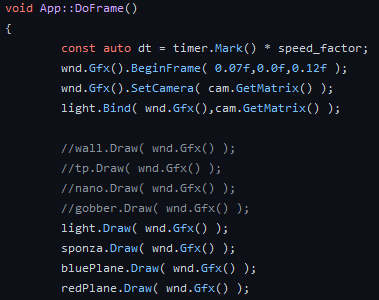 void App::DoFrame()
{
const auto dt = timer.Mark() * speed_factor;
wnd.Gfx().BeginFrame( 0.07f,0.0f,0.12f );
wnd.Gfx().SetCamera( cam.GetMatrix() );
light.Bind( wnd.Gfx(),cam.GetMatrix() );
//wall.Draw( wnd.Gfx() );
//tp.Draw( wnd.Gfx() );
//nano.Draw( wnd.Gfx() );
//gobber.Draw( wnd.Gfx() );
light.Draw( wnd.Gfx() );
sponza.Draw( wnd.Gfx() );
bluePlane.Draw( wnd.Gfx() );
redPlane.Draw( wnd.Gfx() );